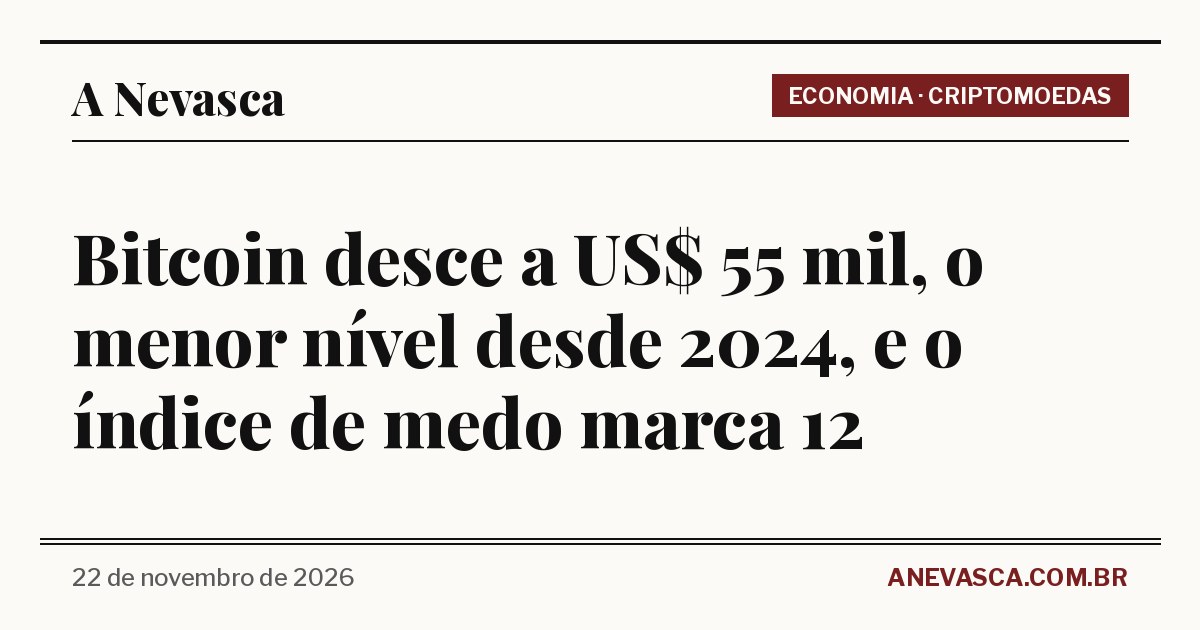 A Nevasca
ECONOMIA · CRIPTOMOEDAS
Bitcoin desce a US$ 55 mil, o
menor nível desde 2024, e o
índice de medo marca 12
22 de novembro de 2026
ANEVASCA.COM.BR